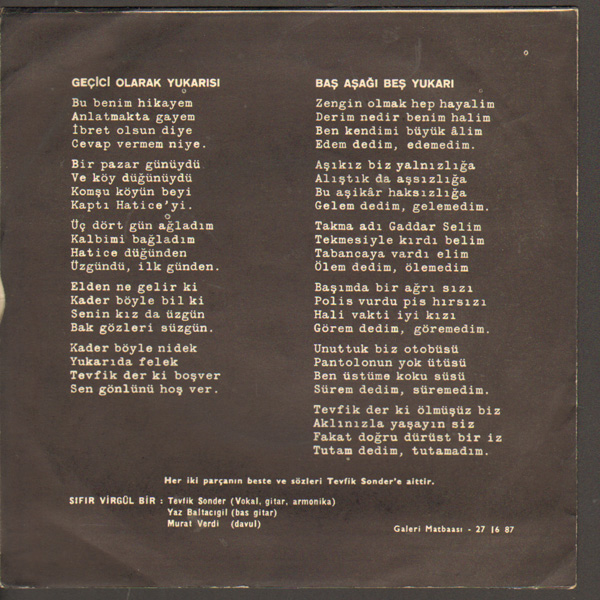 GEÇİCİ OLARAK YUKARISI
Bu benim hikayem
Anlatmakta gayem
İbret olsun diye
Cevap vermem niye.
Bir pazar günüydü
Ve köy düğünüydü
Komşu köyün beyi
Kaptı Hatice'yi.
Üç dört gün ağladım
Kalbimi bağladım
Hatice düğünden
Üzgündü, ilk günden.
Elden ne gelir ki
Kader böyle bil ki
Senin kız da üzgün
Bak gözleri süzgün.
Kader böyle nidek
Yukarıda felek
Tevfik der ki boşver
Sen gönlünü hoş ver.
BAŞ AŞAĞI BEŞ YUKARI
Zengin olmak hep hayalim
Derim nedir benim halim
Ben kendimi büyük âlim
Edem dedim, edemedim.
Aşıkız biz yalnızlığa
Alıştık da aşsızlığa
Bu aşikâr haksızlığa
Gelem dedim, gelemedim.
Takma adı Gaddar Selim
Tekmesiyle kırdı belim
Tabancaya vardı elim
Ölem dedim, ölemedim
Başımda bir ağrı sızı
Polis vurdu pis hırsızı
Hali vakti iyi kızı
Görem dedim, göremedim.
Unuttuk biz otobüsü
Pantolonun yok ütüsü
Ben üstüme koku süsü
Sürem dedim, süremedim.
Tevfik der ki ölmüşüz biz
Aklınızla yaşayın siz
Fakat doğru dürüst bir iz
Tutam dedim, tutamadım.
Her iki parçanın beste ve sözleri Tevfik Sonder'e aittir.
SIFIR VİRGÜL BİR : Tevfik Sonder (Vokal, gitar, armonika)
Yaz Baltacıgil (bas gitar)
Murat Verdi (davul)
Galeri Matbaası - 27 16 87